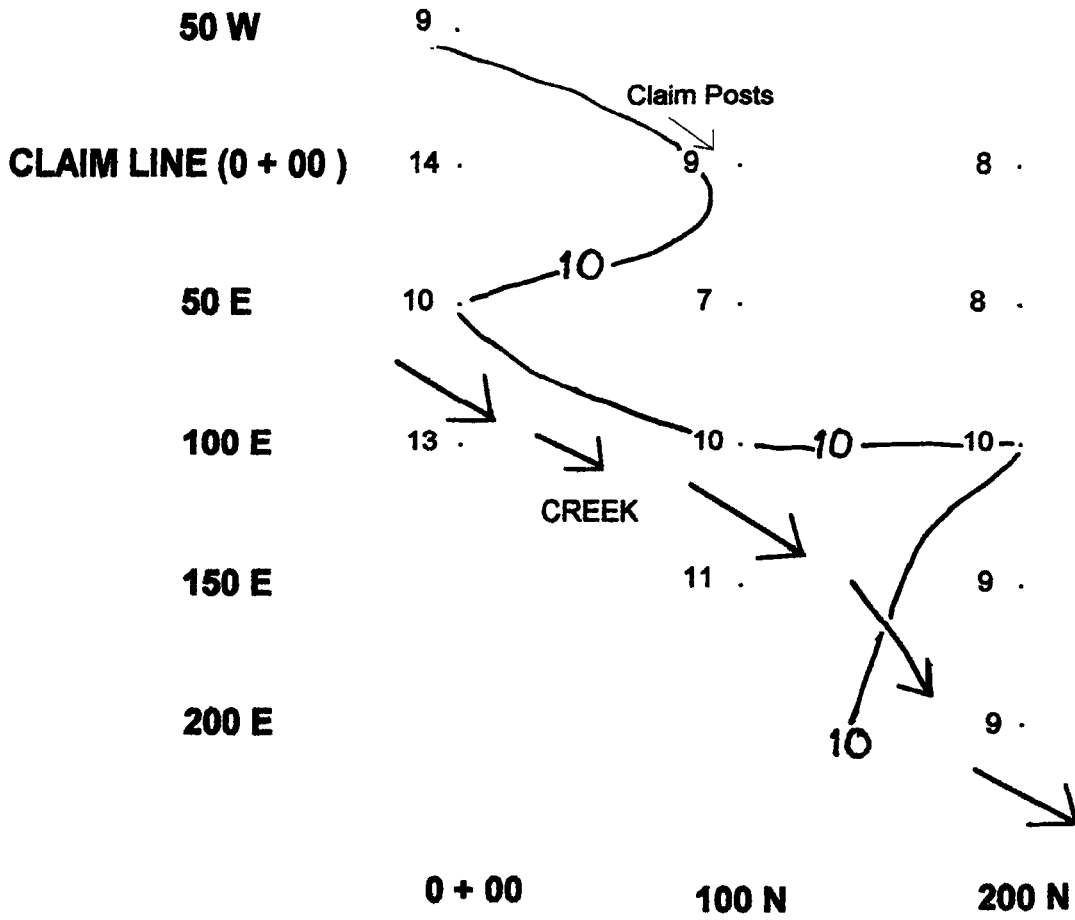 50 W 9
Claim Posts
CLAIM LINE (0 + 00 ) 14 9 8
10
50 E 10 7 8
100 E 13 10 10 10
CREEK
150 E 11 9
200 E 9
10
0 + 00 100 N 200 N